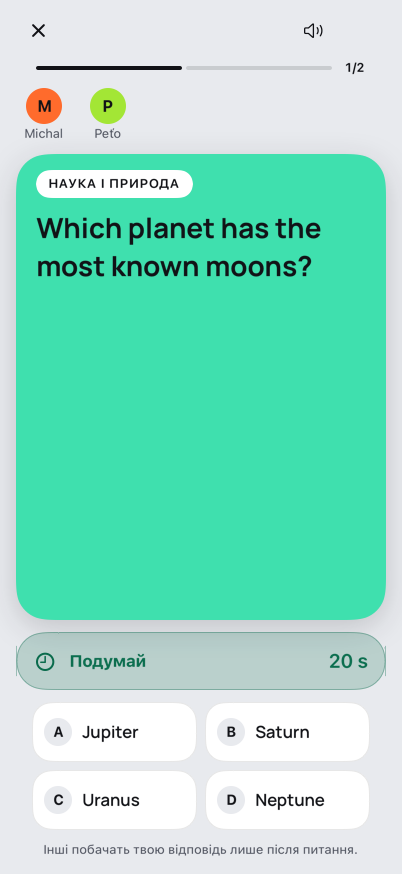 1/2
M
P
Michal
Peťo
НАУКА І ПРИРОДА
Which planet has the
most known moons?
Подумай
20 s
A Jupiter
B Saturn
C Uranus
D Neptune
Інші побачать твою відповідь лише після питання.